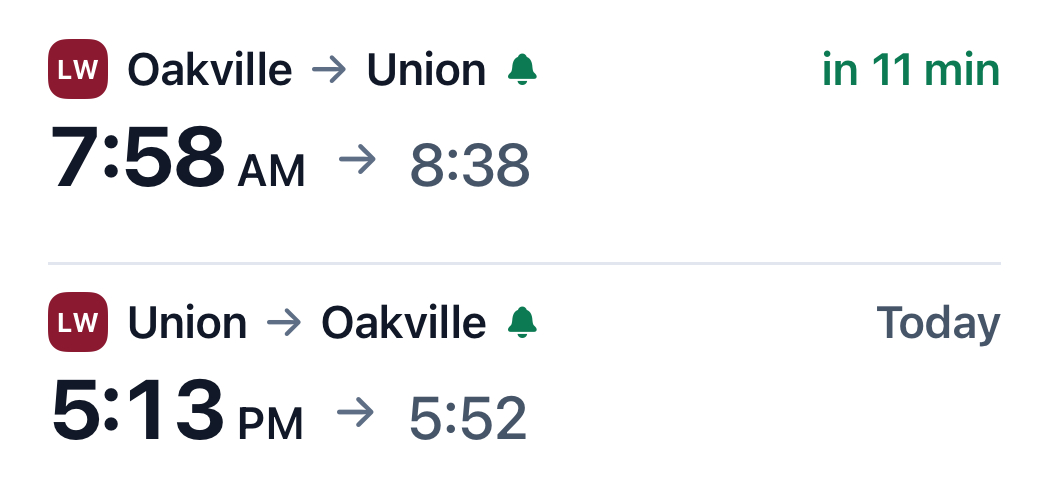 LW Oakville → Union in 11 min
7:58 AM → 8:38
LW Union → Oakville Today
5:13 PM → 5:52